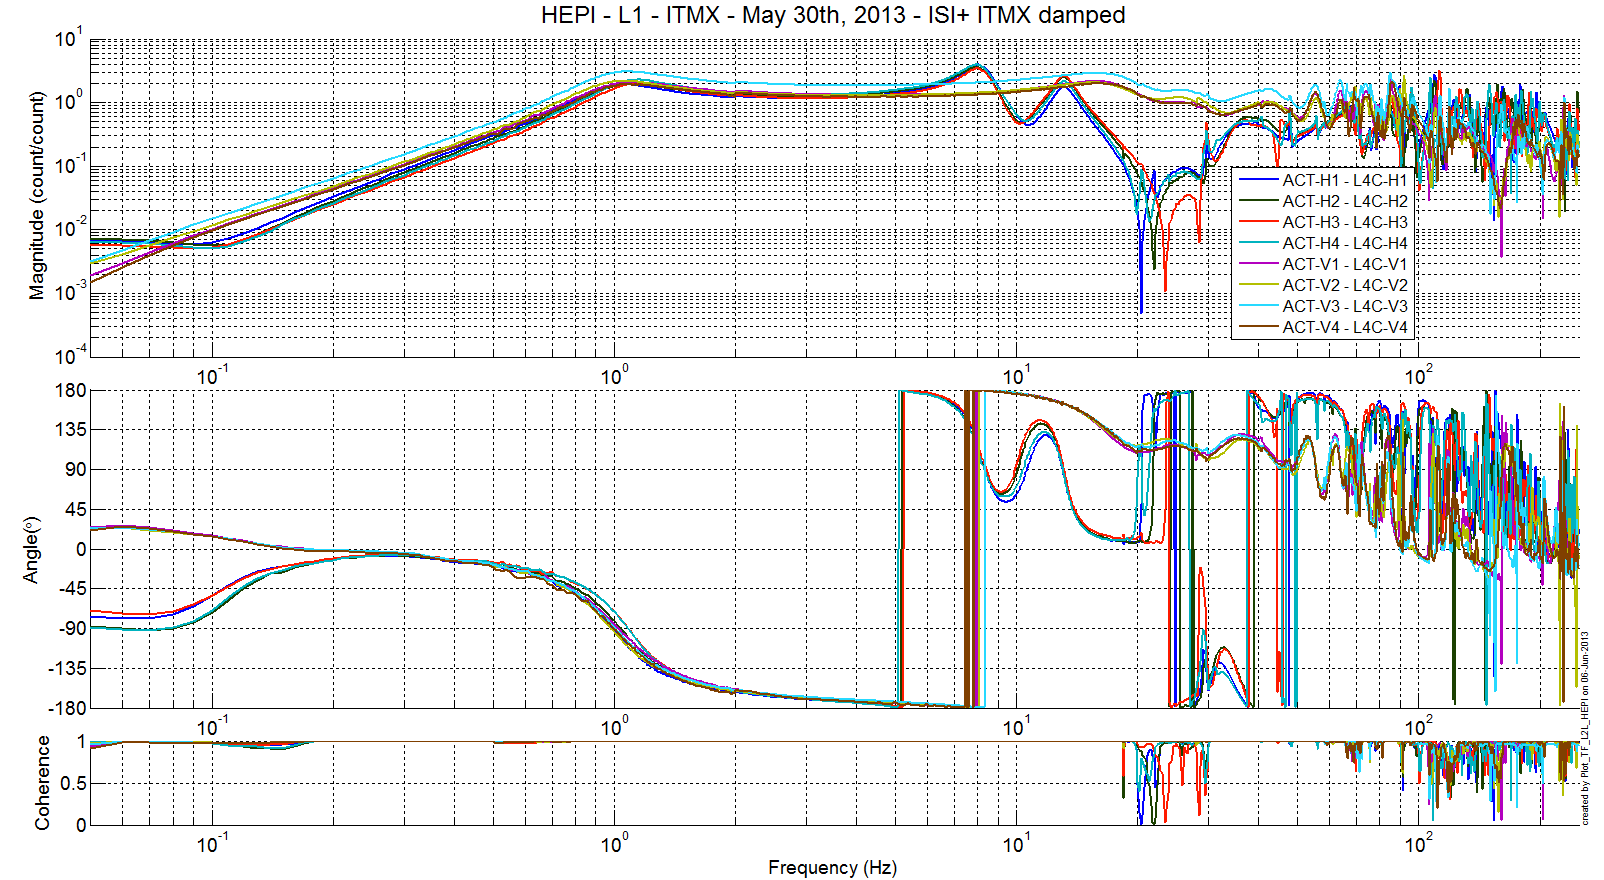 HEPI - L1 - ITMX - May 30th, 2013 - ISI+ ITMX damped
Magnitude (count/count)
10^1
10^0
10^-1
10^-2
10^-3
10^-4
ACT-H1 - L4C-H1
ACT-H2 - L4C-H2
ACT-H3 - L4C-H3
ACT-H4 - L4C-H4
ACT-V1 - L4C-V1
ACT-V2 - L4C-V2
ACT-V3 - L4C-V3
ACT-V4 - L4C-V4
10^-1 10^0 10^1 10^2
Angle(°)
180
135
90
45
0
-45
-90
-135
-180
10^-1 10^0 10^1 10^2
Coherence
1
0.5
0
10^-1 10^0 10^1 10^2
Frequency (Hz)
created by Plot_TF_L2L_HEPI on 06-Jun-2013